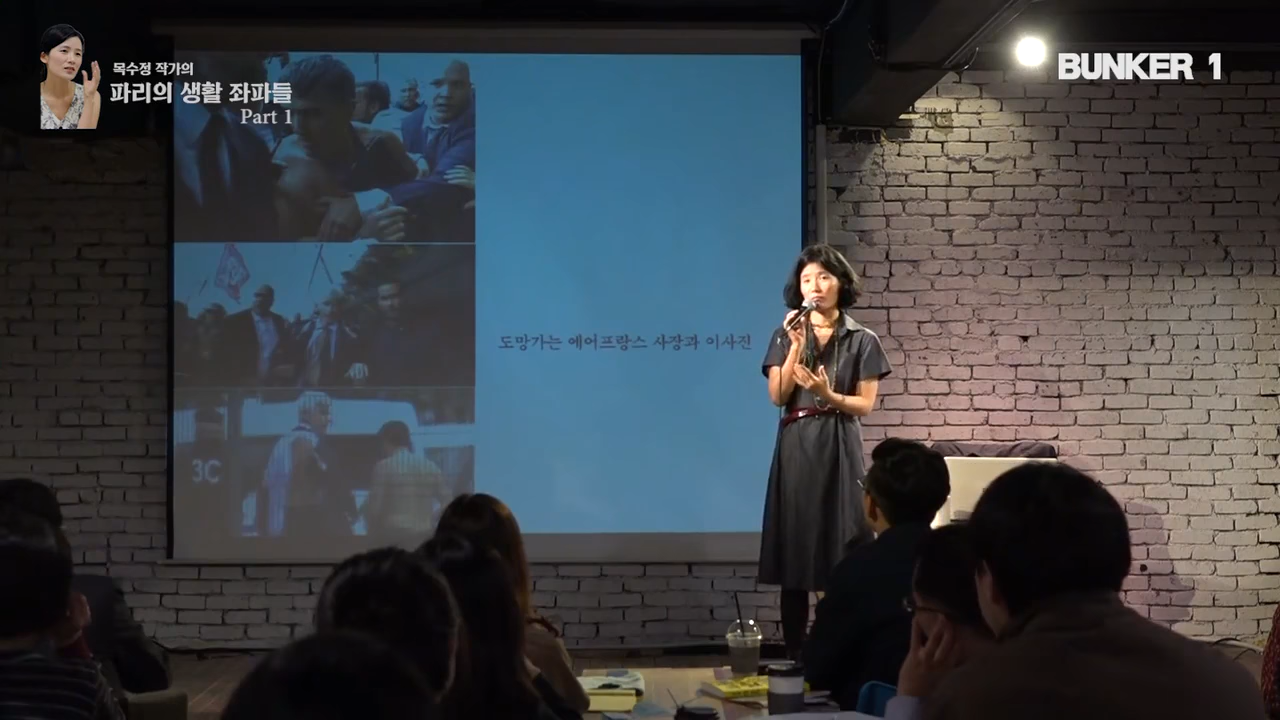 목수정 작가의
파리의 생활 좌파들
Part 1
BUNKER 1
도망가는 에어프랑스 사장과 이사진
3C